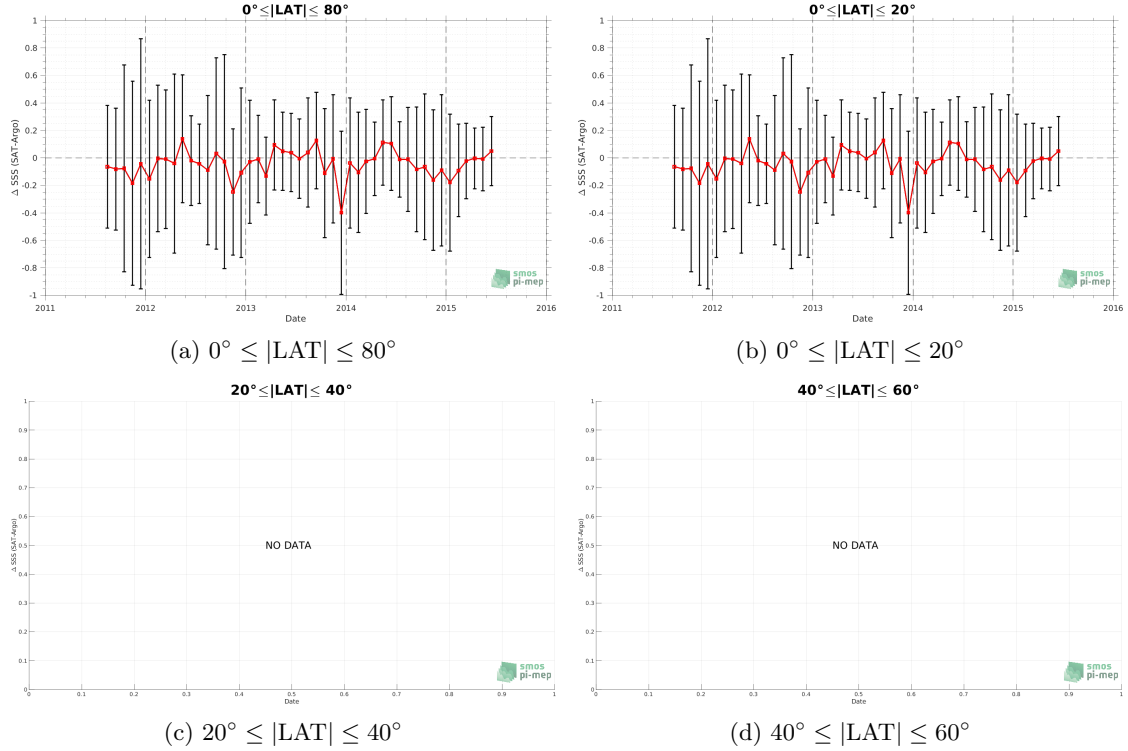 0°≤|LAT|≤ 80°
1
0.8
0.6
0.4
0.2
0
-0.2
-0.4
-0.6
-0.8
-1
Δ SSS (SAT-Argo)
2011 2012 2013 2014 2015 2016
Date
smos
pi-mep
(a) 0° ≤ |LAT| ≤ 80°
0°≤|LAT|≤ 20°
1
0.8
0.6
0.4
0.2
0
-0.2
-0.4
-0.6
-0.8
-1
Δ SSS (SAT-Argo)
2011 2012 2013 2014 2015 2016
Date
smos
pi-mep
(b) 0° ≤ |LAT| ≤ 20°
20°≤|LAT|≤ 40°
1
0.9
0.8
0.7
0.6
0.5
0.4
0.3
0.2
0.1
0
Δ SSS (SAT-Argo)
NO DATA
0 0.1 0.2 0.3 0.4 0.5 0.6 0.7 0.8 0.9 1
Date
smos
pi-mep
(c) 20° ≤ |LAT| ≤ 40°
40°≤|LAT|≤ 60°
1
0.9
0.8
0.7
0.6
0.5
0.4
0.3
0.2
0.1
0
Δ SSS (SAT-Argo)
NO DATA
0 0.1 0.2 0.3 0.4 0.5 0.6 0.7 0.8 0.9 1
Date
smos
pi-mep
(d) 40° ≤ |LAT| ≤ 60°